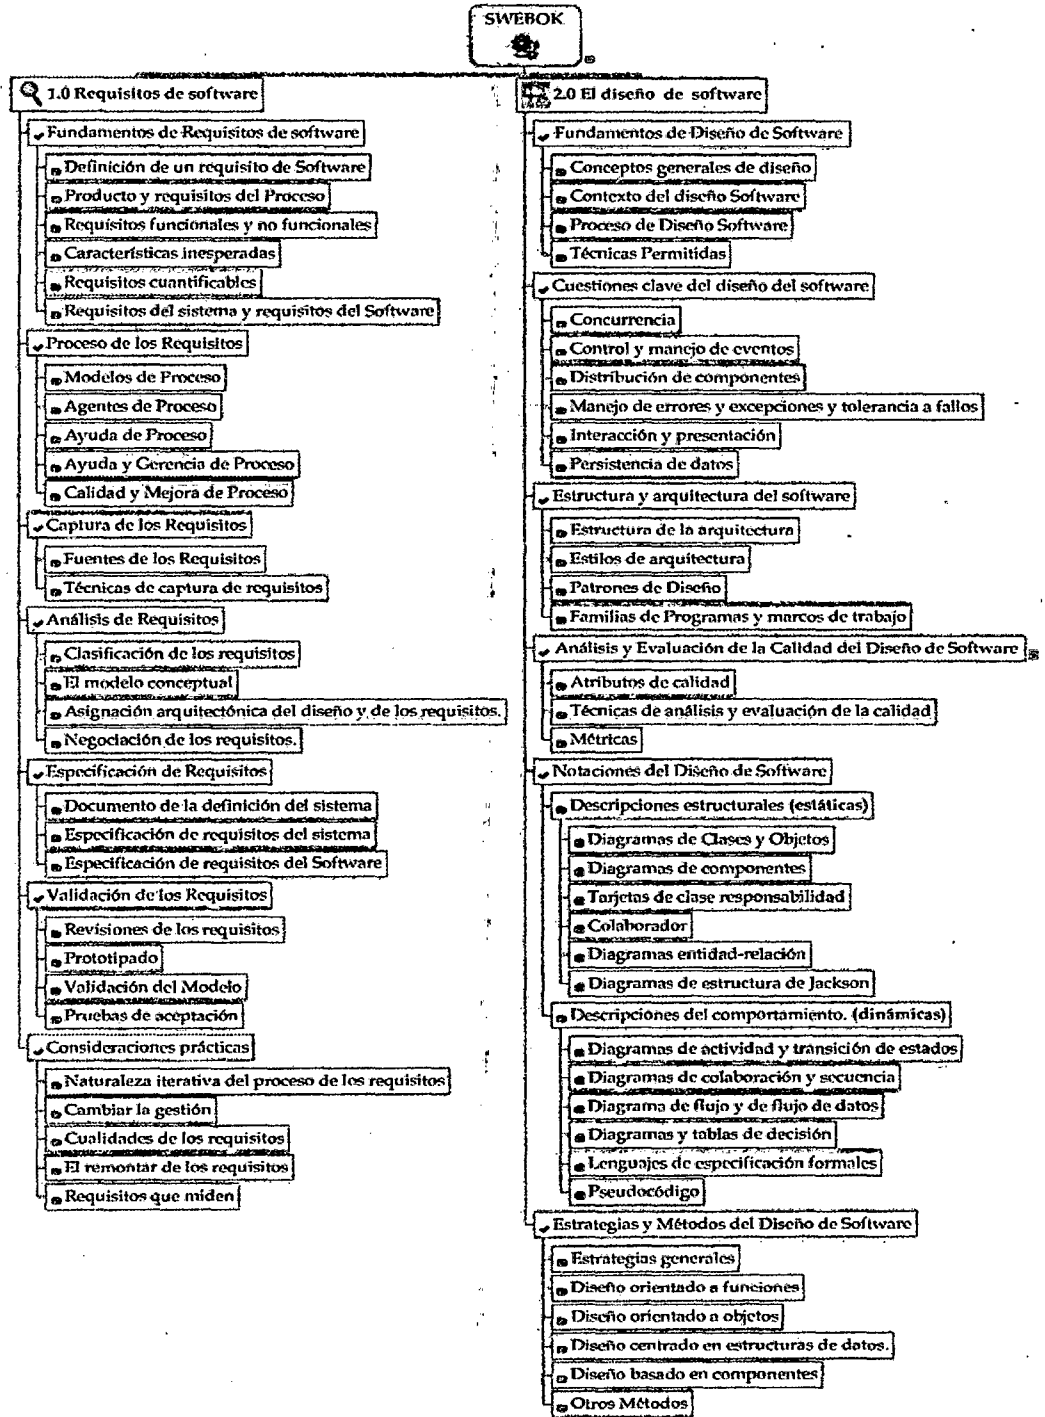 SWEBOK
1.0 Requisitos de software
Fundamentos de Requisitos de software
Definición de un requisito de Software
Producto y requisitos del Proceso
Requisitos funcionales y no funcionales
Características inesperadas
Requisitos cuantificables
Requisitos del sistema y requisitos del Software
Proceso de los Requisitos
Modelos de Proceso
Agentes de Proceso
Ayuda de Proceso
Ayuda y Gerencia de Proceso
Calidad y Mejora de Proceso
Captura de los Requisitos
Fuentes de los Requisitos
Técnicas de captura de requisitos
Análisis de Requisitos
Clasificación de los requisitos
El modelo conceptual
Asignación arquitectónica del diseño y de los requisitos.
Negociación de los requisitos.
Especificación de Requisitos
Documento de la definición del sistema
Especificación de requisitos del sistema
Especificación de requisitos del Software
Validación de los Requisitos
Revisiones de los requisitos
Prototipado
Validación del Modelo
Pruebas de aceptación
Consideraciones prácticas
Naturaleza iterativa del proceso de los requisitos
Cambiar la gestión
Cualidades de los requisitos
El remontar de los requisitos
Requisitos que miden
2.0 El diseño de software
Fundamentos de Diseño de Software
Conceptos generales de diseño
Contexto del diseño Software
Proceso de Diseño Software
Técnicas Permitidas
Cuestiones clave del diseño del software
Concurrencia
Control y manejo de eventos
Distribución de componentes
Manejo de errores y excepciones y tolerancia a fallos
Interacción y presentación
Persistencia de datos
Estructura y arquitectura del software
Estructura de la arquitectura
Estilos de arquitectura
Patrones de Diseño
Familias de Programas y marcos de trabajo
Análisis y Evaluación de la Calidad del Diseño de Software
Atributos de calidad
Técnicas de análisis y evaluación de la calidad
Métricas
Notaciones del Diseño de Software
Descripciones estructurales (estáticas)
Diagramas de Clases y Objetos
Diagramas de componentes
Tarjetas de clase responsabilidad
Colaborador
Diagramas entidad-relación
Diagramas de estructura de Jackson
Descripciones del comportamiento. (dinámicas)
Diagramas de actividad y transición de estados
Diagramas de colaboración y secuencia
Diagrama de flujo y de flujo de datos
Diagramas y tablas de decisión
Lenguajes de especificación formales
Pseudocódigo
Estrategias y Métodos del Diseño de Software
Estrategias generales
Diseño orientado a funciones
Diseño orientado a objetos
Diseño centrado en estructuras de datos.
Diseño basado en componentes
Otros Métodos